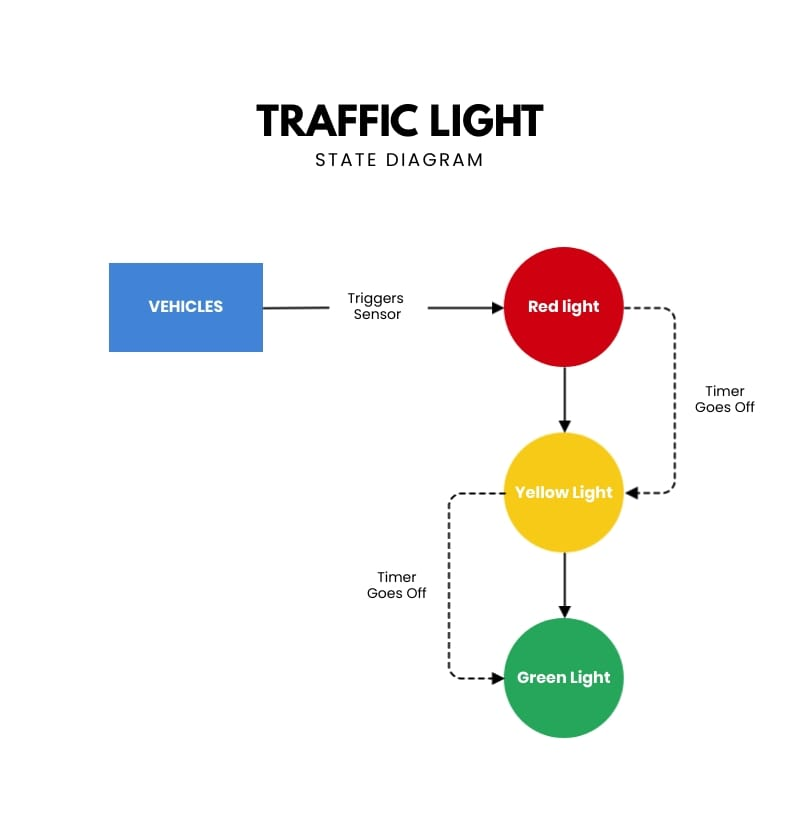 TRAFFIC LIGHT
STATE DIAGRAM
VEHICLES
Triggers
Sensor
Red light
Timer
Goes Off
Yellow Light
Timer
Goes Off
Green Light